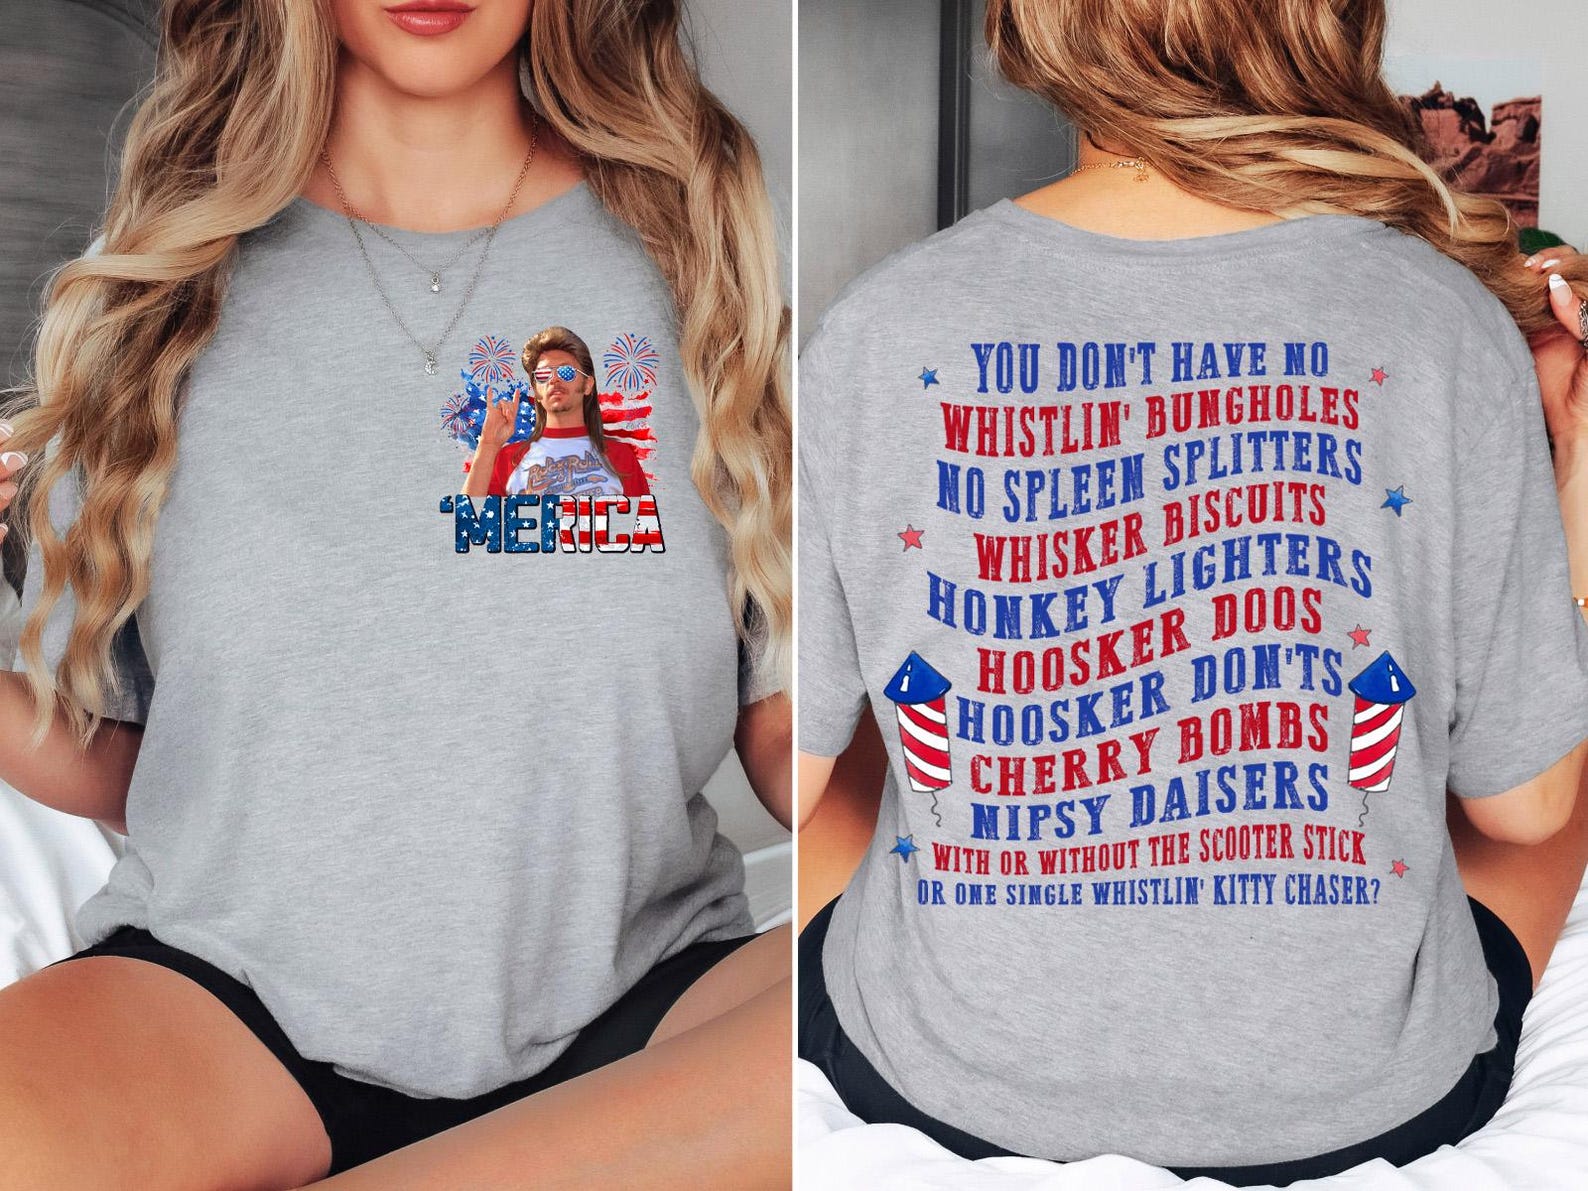 'MERICA
YOU DON'T HAVE NO
WHISTLIN' BUNGHOLES
NO SPLEEN SPLITTERS
WHISKER BISCUITS
HONKEY LIGHTERS
HOOSKER DOOS
HOOSKER DON'TS
CHERRY BOMBS
NIPSY DAISERS
WITH OR WITHOUT THE SCOOTER STICK
OR ONE SINGLE WHISTLIN' KITTY CHASER?